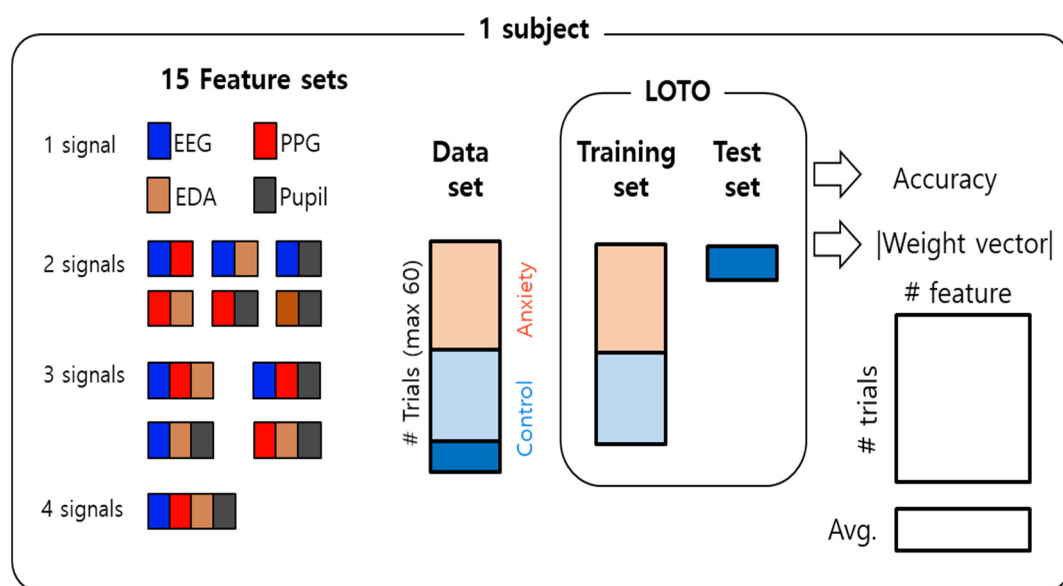 1 subject
15 Feature sets
1 signal
EEG
PPG
EDA
Pupil
2 signals
3 signals
4 signals
Data
set
# Trials (max 60)
Anxiety
Control
LOTO
Training
set
Test
set
Accuracy
|Weight vector|
# feature
# trials
Avg.